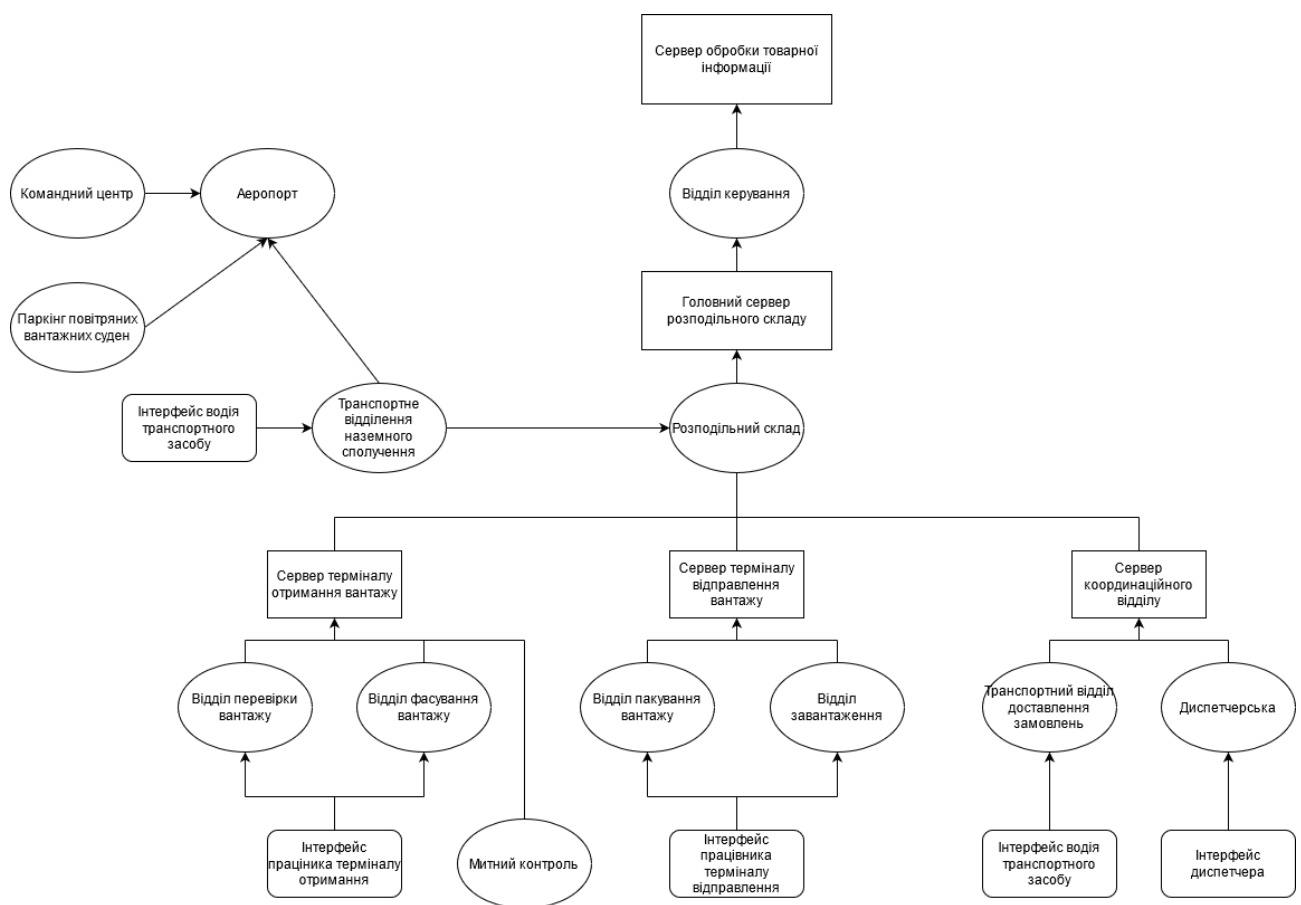 Сервер обробки товарної
інформації
Командний центр
Аеропорт
Відділ керування
Паркінг повітряних
вантажних суден
Головний сервер
розподільного складу
Інтерфейс водія
транспортного
засобу
Транспортне
відділення
наземного
сполучення
Розподільний склад
Сервер терміналу
отримання вантажу
Сервер терміналу
відправлення
вантажу
Сервер
координаційного
відділу
Відділ перевірки
вантажу
Відділ фасування
вантажу
Відділ пакування
вантажу
Відділ
завантаження
Транспортний відділ
доставлення
замовлень
Диспетчерська
Інтерфейс
праціника терміналу
отримання
Митний контроль
Інтерфейс
працівника
терміналу
відправлення
Інтерфейс водія
транспортного
засобу
Інтерфейс
диспетчера